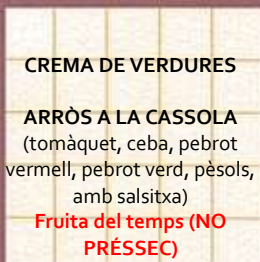 CREMA DE VERDURES
ARRÒS A LA CASSOLA
(tomàquet, ceba, pebrot
vermell, pebrot verd, pèsols,
amb salsitxa)
Fruita del temps (NO
PRÉSSEC)